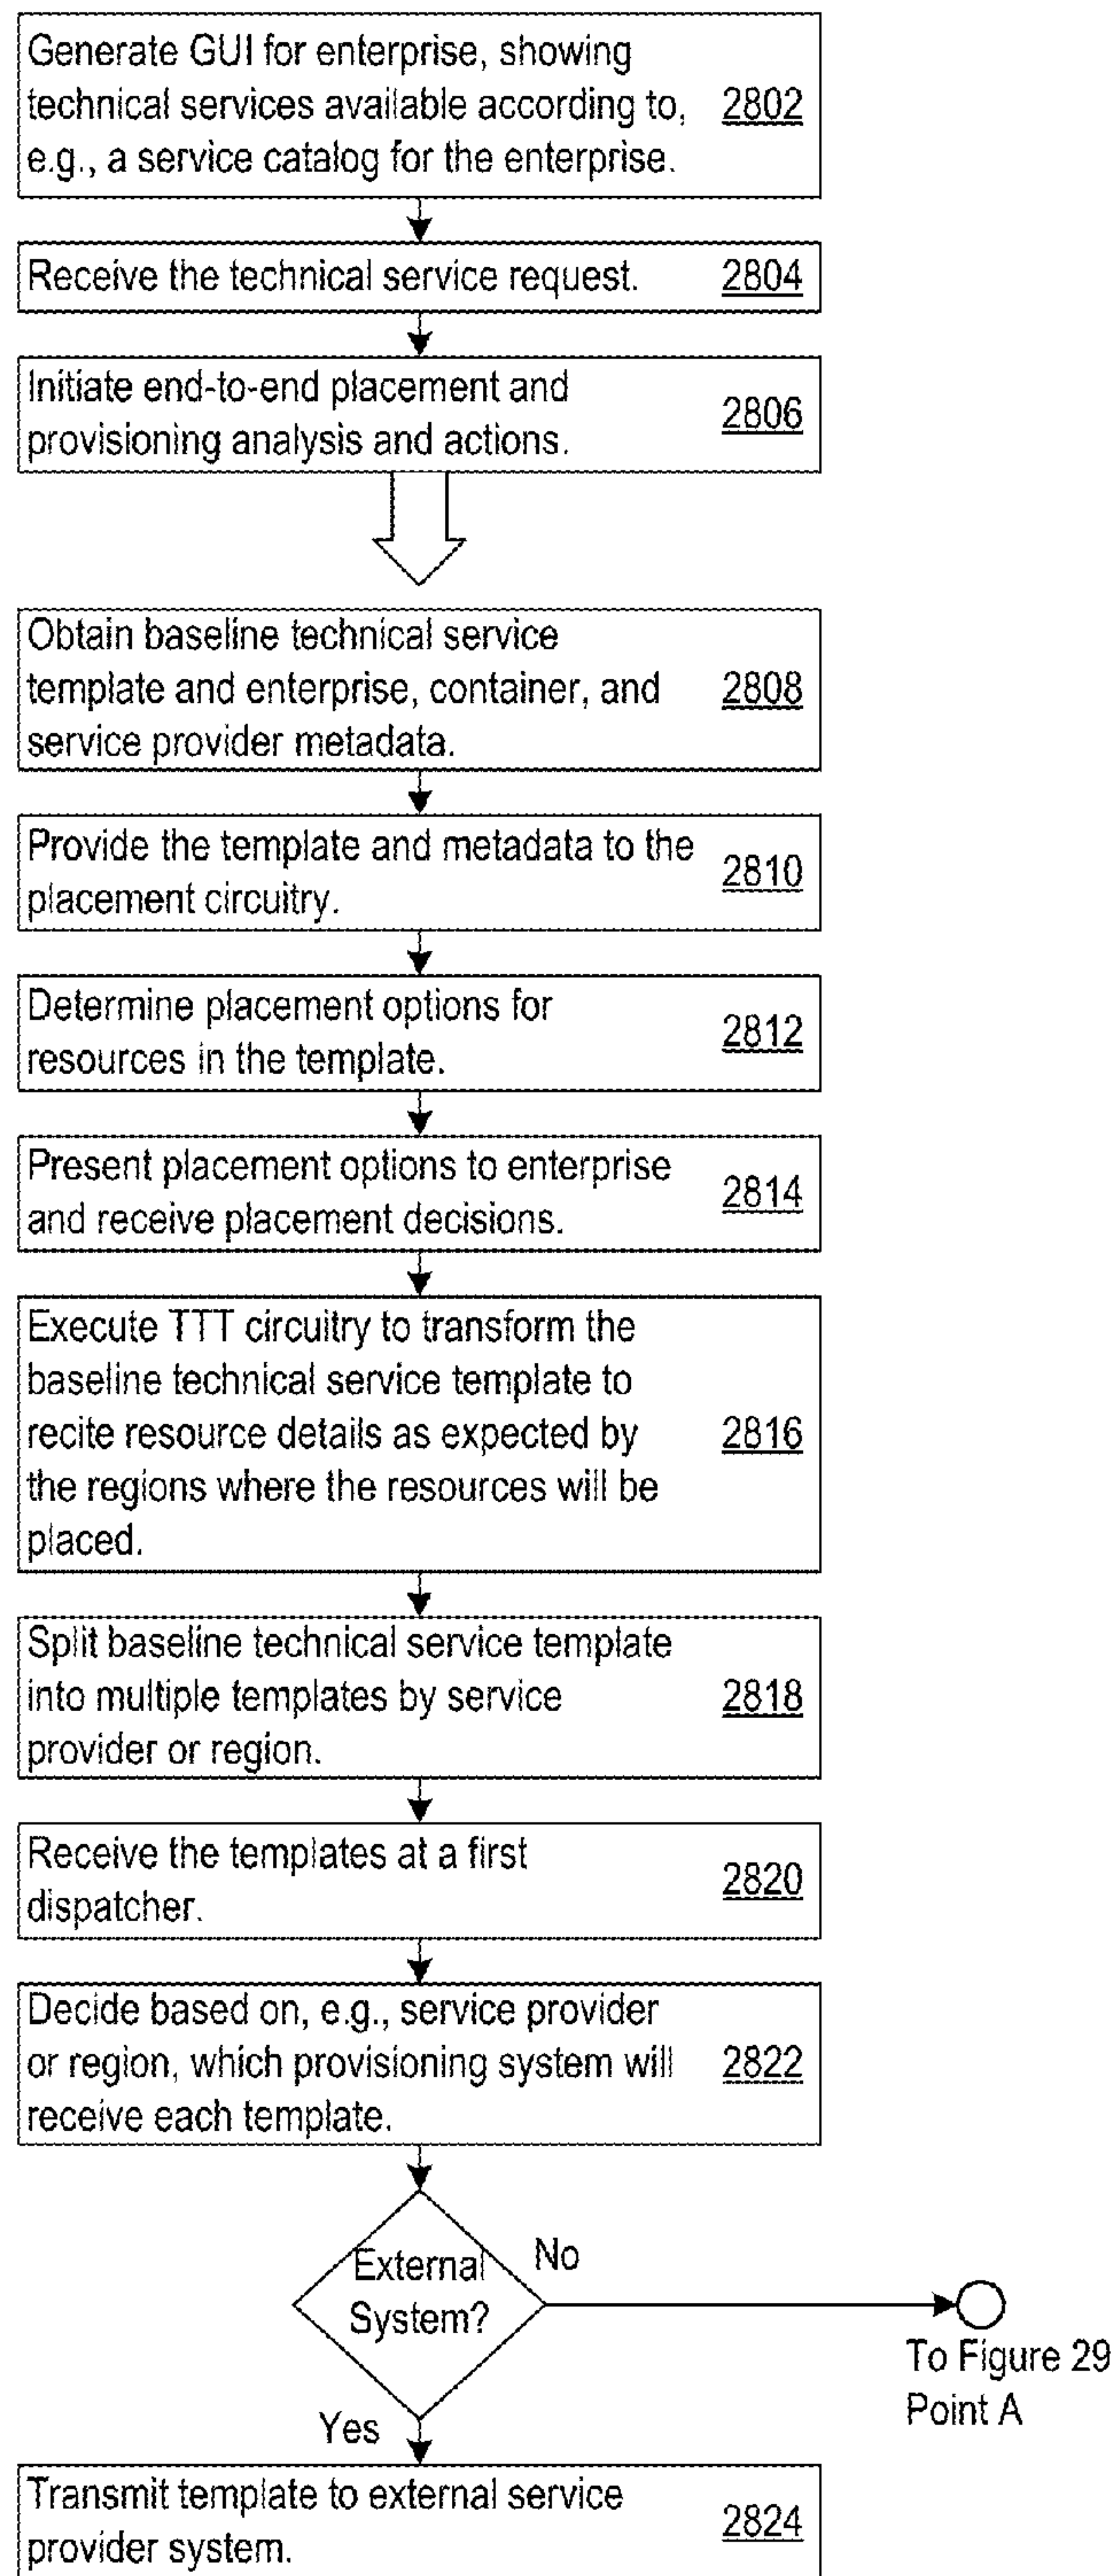 Generate GUI for enterprise, showing
technical services available according to,
e.g., a service catalog for the enterprise.
2802
Receive the technical service request.
2804
Initiate end-to-end placement and
provisioning analysis and actions.
2806
Obtain baseline technical service
template and enterprise, container, and
service provider metadata.
2808
Provide the template and metadata to the
placement circuitry.
2810
Determine placement options for
resources in the template.
2812
Present placement options to enterprise
and receive placement decisions.
2814
Execute TTT circuitry to transform the
baseline technical service template to
recite resource details as expected by
the regions where the resources will be
placed.
2816
Split baseline technical service template
into multiple templates by service
provider or region.
2818
Receive the templates at a first
dispatcher.
2820
Decide based on, e.g., service provider
or region, which provisioning system will
receive each template.
2822
External
System?
No
To Figure 29
Point A
Yes
Transmit template to external service
provider system.
2824